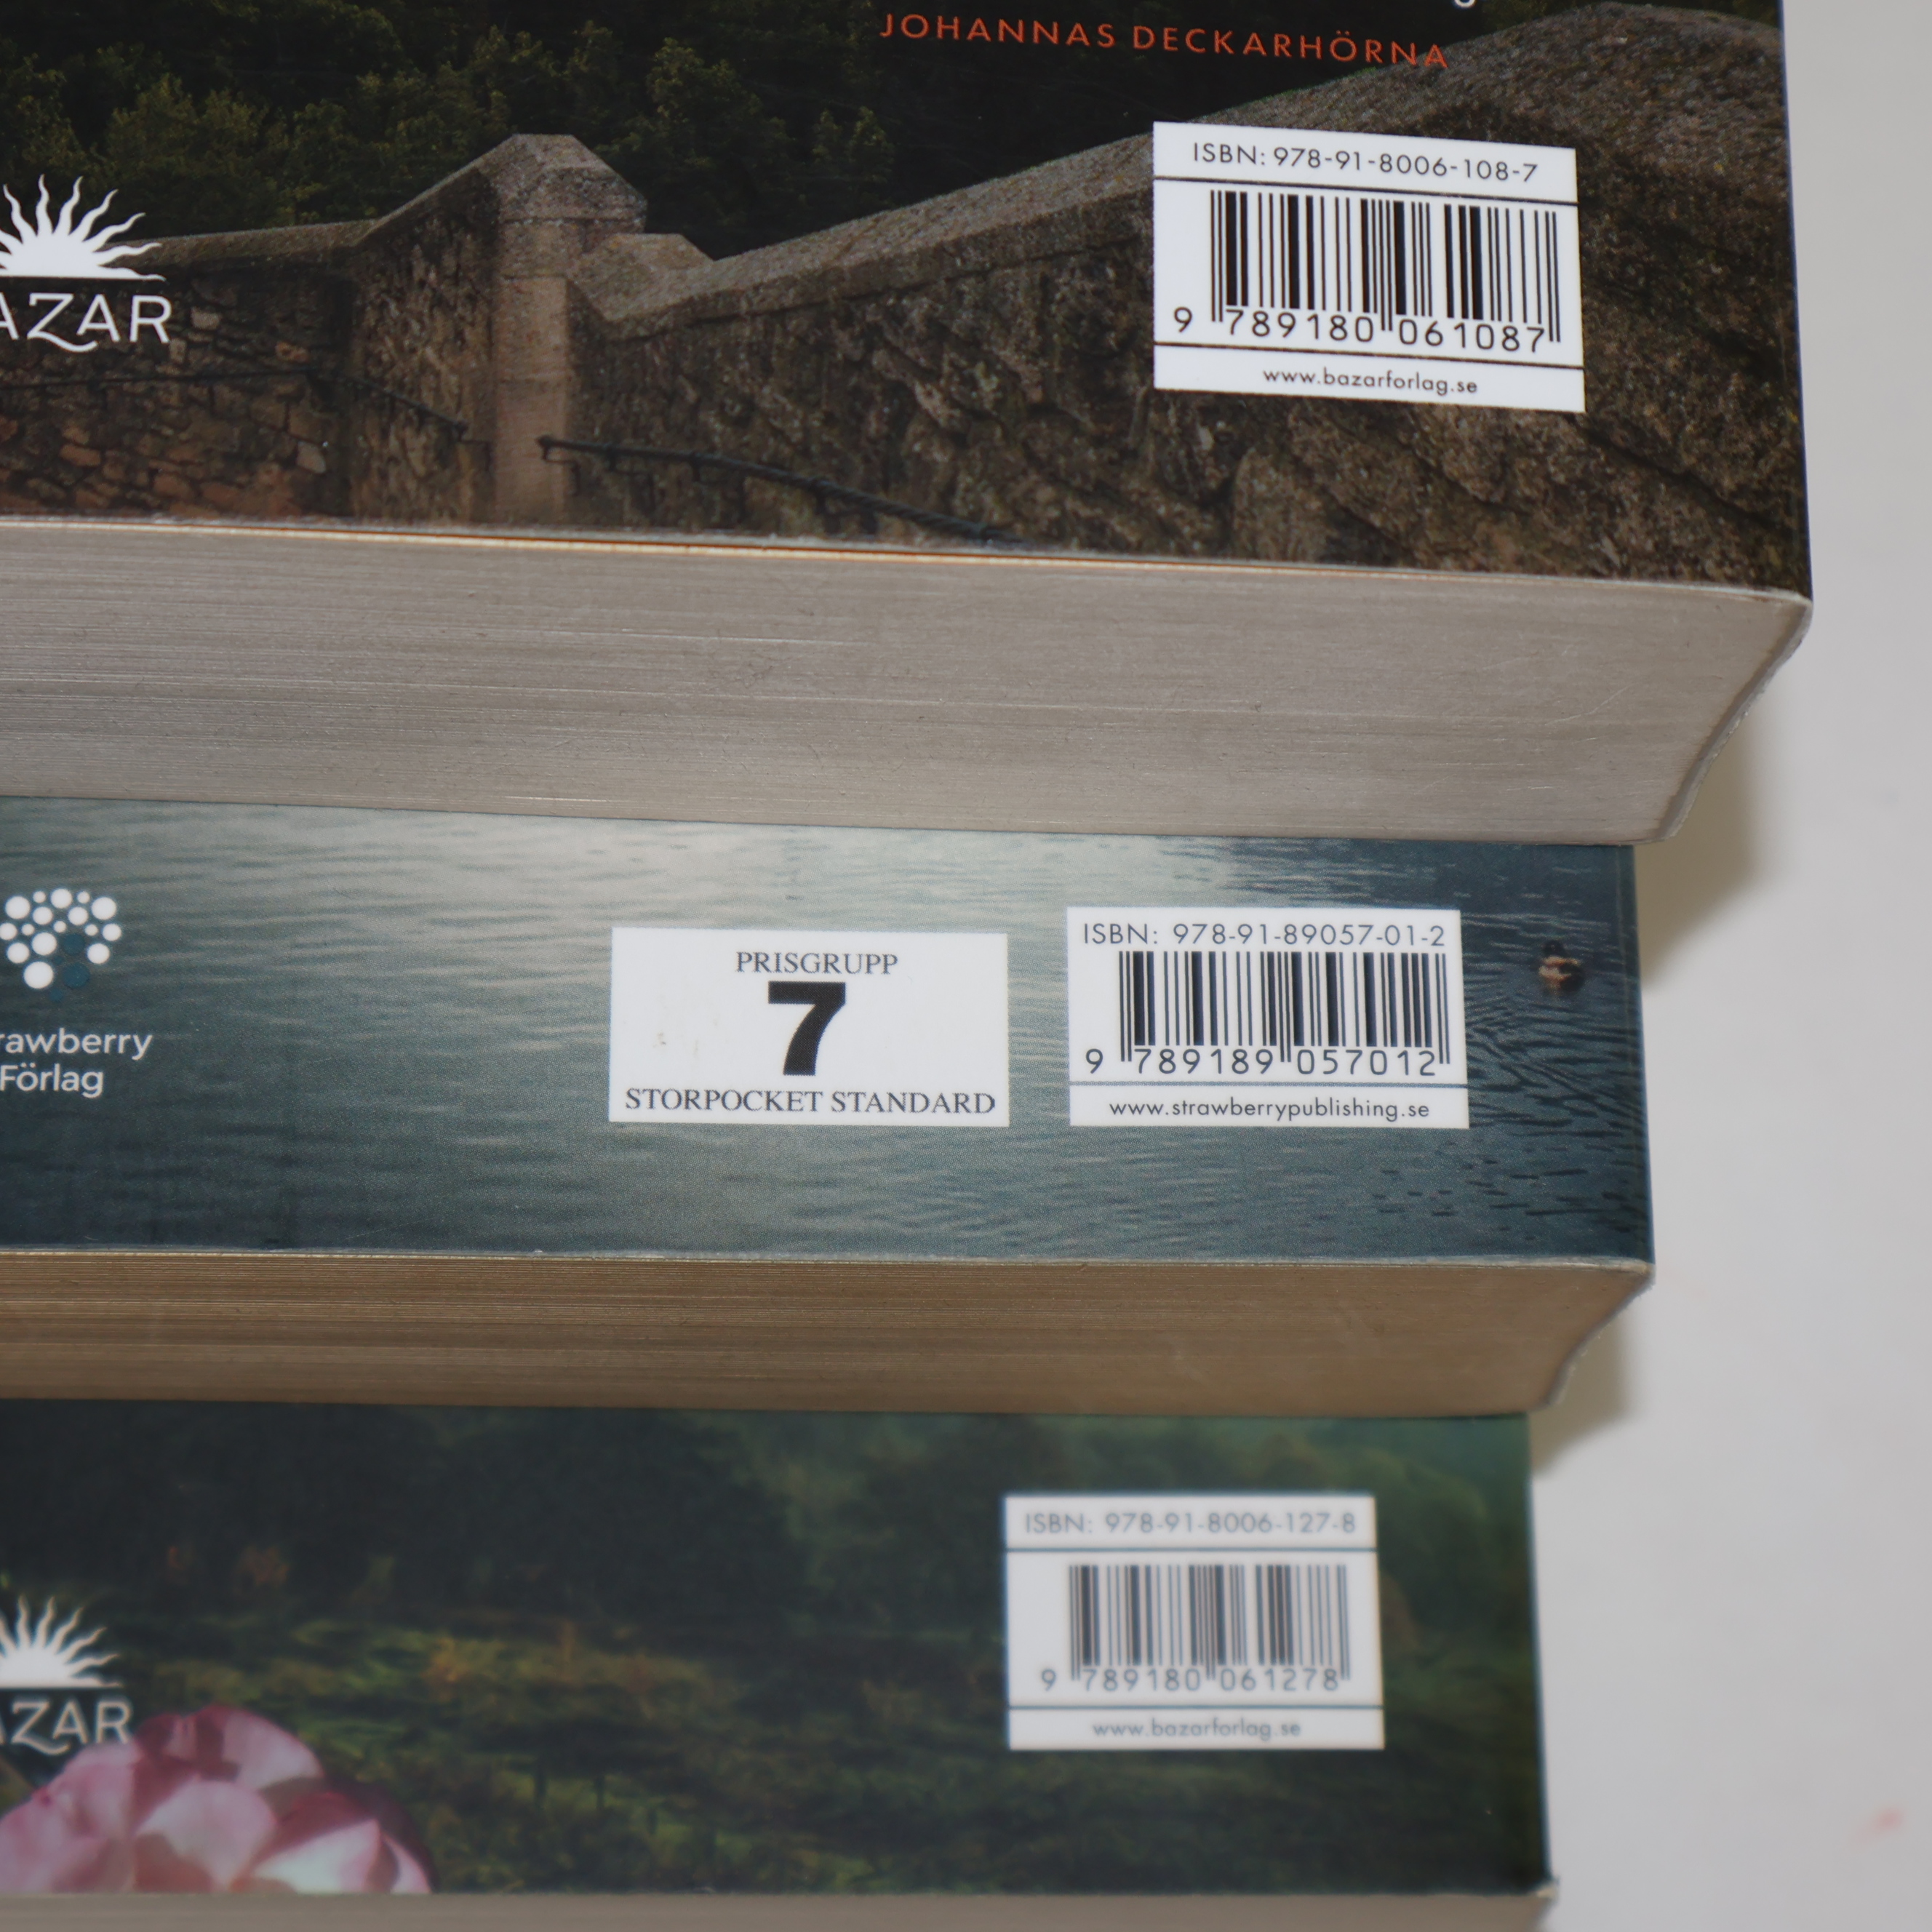 JOHANNAS DECKARHÖRNA
ISBN: 978-91-8006-108-7
9 789180 061087
www.bazarforlag.se
AZAR
rawberry
Förlag
PRISGRUPP
7
STORPOCKET STANDARD
ISBN: 978-91-89057-01-2
9 789189 057012
www.strawberrypublishing.se
ISBN: 978-91-8006-127-8
9 789180 061278
www.bazarforlag.se
AZAR